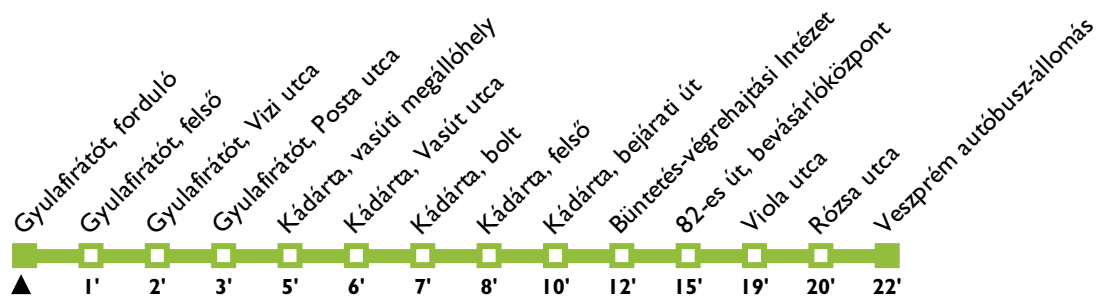 Gyulafirátót, forduló
Gyulafirátót, felső
Gyulafirátót, Vizi utca
Gyulafirátót, Posta utca
Kádárta, vasúti megállóhely
Kádárta, Vasút utca
Kádárta, bolt
Kádárta, felső
Kádárta, bejárati út
Büntetés-végrehajtási Intézet
82-es út, bevásárlóközpont
Viola utca
Rózsa utca
Veszprém autóbusz-állomás
▲ 1' 2' 3' 5' 6' 7' 8' 10' 12' 15' 19' 20' 22'